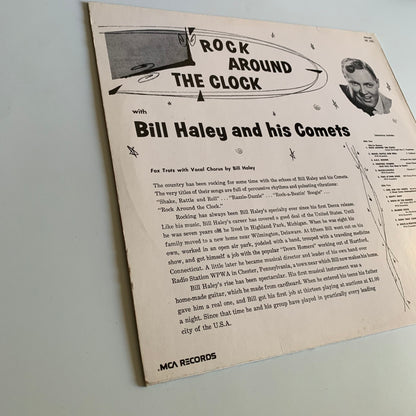 ROCK
AROUND
THE CLOCK
with
Bill Haley and his Comets
Fox Trots with Vocal Chorus by Bill Haley
The country has been rocking for some time with the echoes of Bill Haley and his Comets.
The very titles of their songs are full of persuasive rhythms and pulsating vibrations:
"Shake, Rattle and Roll" . . . "Razzle-Dazzle" . . . "Rock-a-Beatin' Boogie" . . .
"Rock Around the Clock."
Rocking has always been Bill Haley's specialty ever since his first Decca release.
Like his music, Bill Haley's career has covered a good deal of the United States. Until
he was seven years old he lived in Highland Park, Michigan. When he was eight his
family moved to a new home near Wilmington, Delaware. At fifteen Bill went out on his
own, worked in an open air park, yodeled with a band, trouped with a traveling medicine
show, and got himself a job with the popular "Down Homers" working out of Hartford,
Connecticut. A little later he became musical director and leader of his own band over
Radio Station WPWA in Chester, Pennsylvania, a town near which Bill now makes his home.
Bill Haley's rise has been spectacular. His first musical instrument was a
home-made guitar, which he made from cardboard. When he entered his teens his father
gave him a real one, and Bill got his first job at thirteen playing at auctions at $1.00
a night. Since that time he and his group have played in practically every leading
city of the U.S.A.
MCA RECORDS